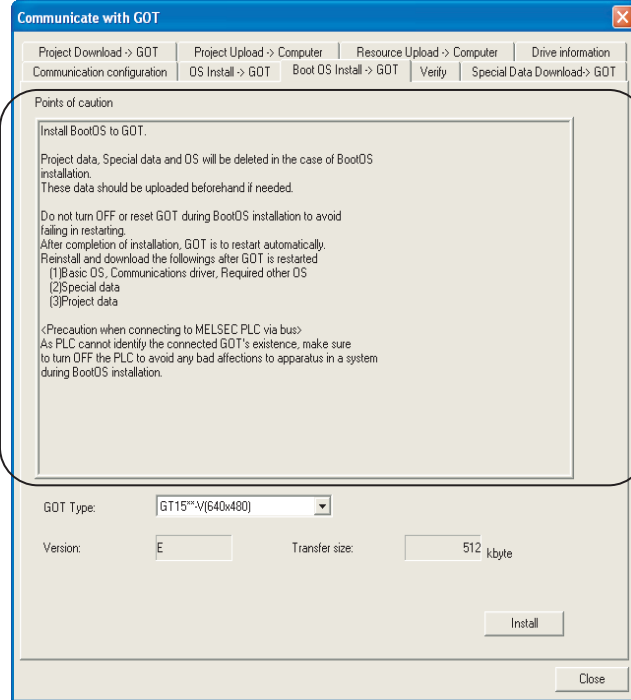 Communicate with GOT
Project Download -> GOT
Project Upload -> Computer
Resource Upload -> Computer
Drive information
Communication configuration
OS Install -> GOT
Boot OS Install -> GOT
Verify
Special Data Download-> GOT
Points of caution
Install BootOS to GOT.
Project data, Special data and OS will be deleted in the case of BootOS
installation.
These data should be uploaded beforehand if needed.
Do not turn OFF or reset GOT during BootOS installation to avoid
failing in restarting.
After completion of installation, GOT is to restart automatically.
Reinstall and download the followings after GOT is restarted
(1)Basic OS, Communications driver, Required other OS
(2)Special data
(3)Project data
<Precaution when connecting to MELSEC PLC via bus>
As PLC cannot identify the connected GOT's existence, make sure
to turn OFF the PLC to avoid any bad affections to apparatus in a system
during BootOS installation.
GOT Type:
GT15**-V(640x480)
Version:
E
Transfer size:
512
kbyte
Install
Close